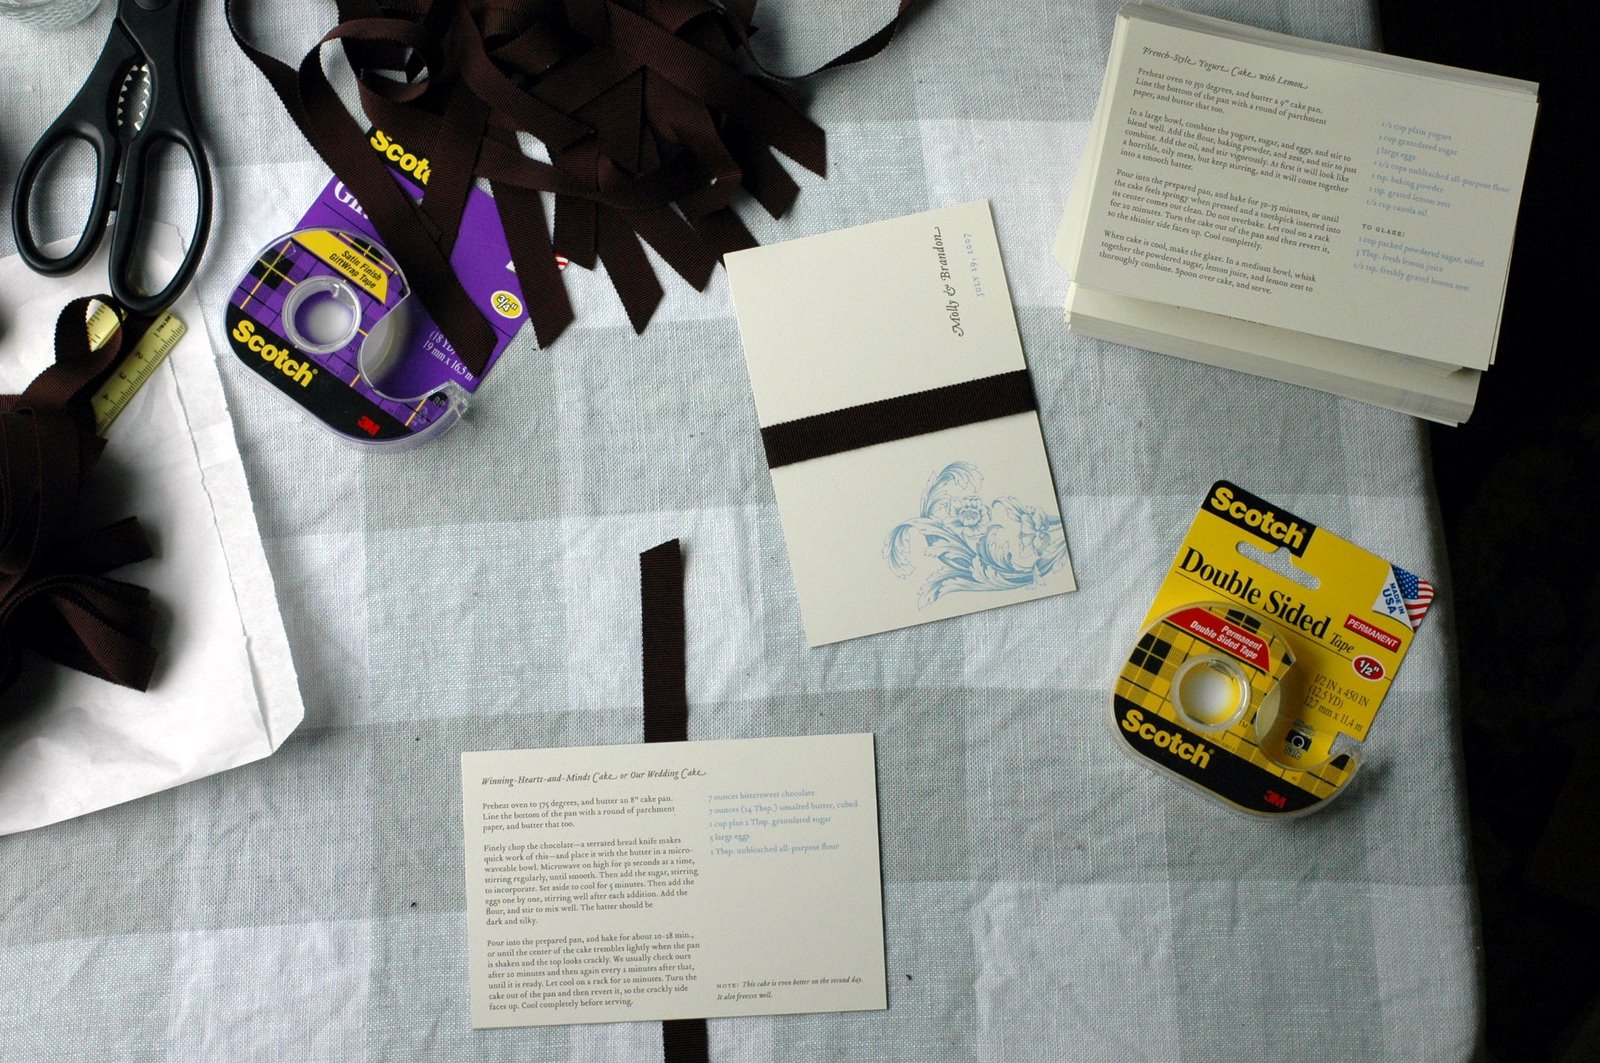 French-Style Yogurt Cake with Lemon
Preheat oven to 350 degrees, and butter a 9" cake pan.
Line the bottom of the pan with a round of parchment
paper, and butter that too.
In a large bowl, combine the yogurt, sugar, and eggs, and stir to
blend well. Add the flour, baking powder, and zest, and stir to just
combine. Add the oil, and stir vigorously. At first it will look like
a horrible, oily mess, but keep stirring, and it will come together
into a smooth batter.
Pour into the prepared pan, and bake for 30-35 minutes, or until
the cake feels springy when pressed and a toothpick inserted into
its center comes out clean. Do not overbake. Let cool on a rack
for 20 minutes. Turn the cake out of the pan and then revert it,
so the shinier side faces up. Cool completely.
When cake is cool, make the glaze. In a medium bowl, whisk
together the powdered sugar, lemon juice, and lemon zest to
thoroughly combine. Spoon over cake, and serve.
1/2 cup plain yogurt
1 cup granulated sugar
3 large eggs
1 1/2 cups unbleached all-purpose flour
2 tsp. baking powder
2 tsp. grated lemon zest
1/2 cup canola oil
TO GLAZE:
1 cup packed powdered sugar, sifted
3 Tbsp. fresh lemon juice
1/2 tsp. freshly grated lemon zest
Scotc
Satin Finish
GiftWrap Tape
3/4"
(18 YD)
19 mm x 16,5 m
Scotch
3M
Molly & Brandon
JULY 29, 2007
Scotch
Double Sided Tape
MADE IN
USA
PERMANENT
1/2"
Permanent
Double Sided Tape
1/2 IN x 450 IN
(12.5 YD)
12,7 mm x 11,4 m
Scotch
3M
Winning-Hearts-and-Minds Cake, or Our Wedding Cake
Preheat oven to 375 degrees, and butter an 8" cake pan.
Line the bottom of the pan with a round of parchment
paper, and butter that too.
Finely chop the chocolate—a serrated bread knife makes
quick work of this—and place it with the butter in a micro-
waveable bowl. Microwave on high for 30 seconds at a time,
stirring regularly, until smooth. Then add the sugar, stirring
to incorporate. Set aside to cool for 5 minutes. Then add the
eggs one by one, stirring well after each addition. Add the
flour, and stir to mix well. The batter should be
dark and silky.
Pour into the prepared pan, and bake for about 20-28 min.,
or until the center of the cake trembles lightly when the pan
is shaken and the top looks crackly. We usually check ours
after 20 minutes and then again every 2 minutes after that,
until it is ready. Let cool on a rack for 20 minutes. Turn the
cake out of the pan and then revert it, so the crackly side
faces up. Cool completely before serving.
7 ounces bittersweet chocolate
7 ounces (14 Tbsp.) unsalted butter, cubed
1 cup plus 2 Tbsp. granulated sugar
5 large eggs
1 Tbsp. unbleached all-purpose flour
NOTE: This cake is even better on the second day.
It also freezes well.